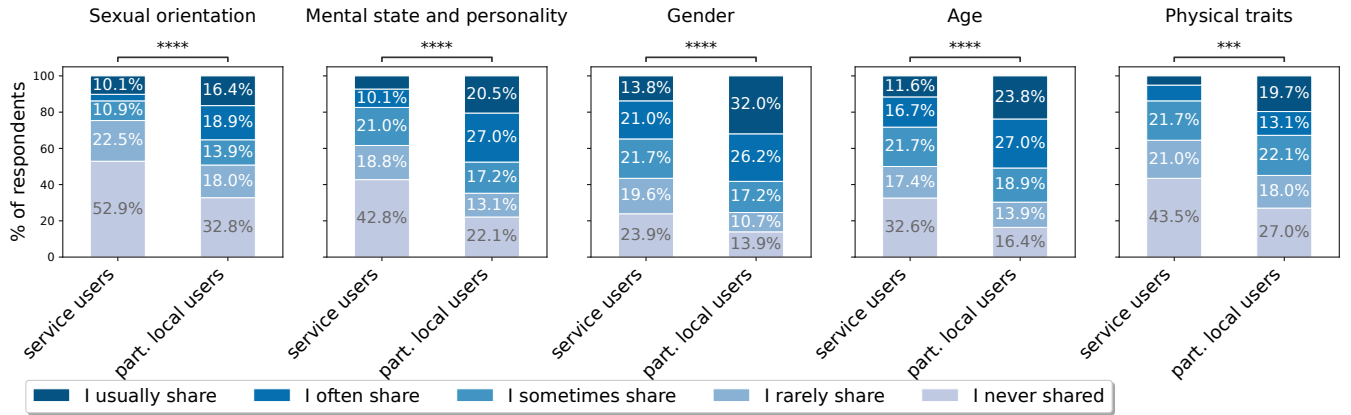 Sexual orientation
Mental state and personality
Gender
Age
Physical traits
**** **** **** **** ***
% of respondents
100
80
60
40
20
0
10.1%
10.9%
22.5%
52.9%
16.4%
18.9%
13.9%
18.0%
32.8%
10.1%
21.0%
18.8%
42.8%
20.5%
27.0%
17.2%
13.1%
22.1%
13.8%
21.0%
21.7%
19.6%
23.9%
32.0%
26.2%
17.2%
10.7%
13.9%
11.6%
16.7%
21.7%
17.4%
32.6%
23.8%
27.0%
18.9%
13.9%
16.4%
21.7%
21.0%
43.5%
19.7%
13.1%
22.1%
18.0%
27.0%
service users
part. local users
service users
part. local users
service users
part. local users
service users
part. local users
service users
part. local users
I usually share
I often share
I sometimes share
I rarely share
I never shared